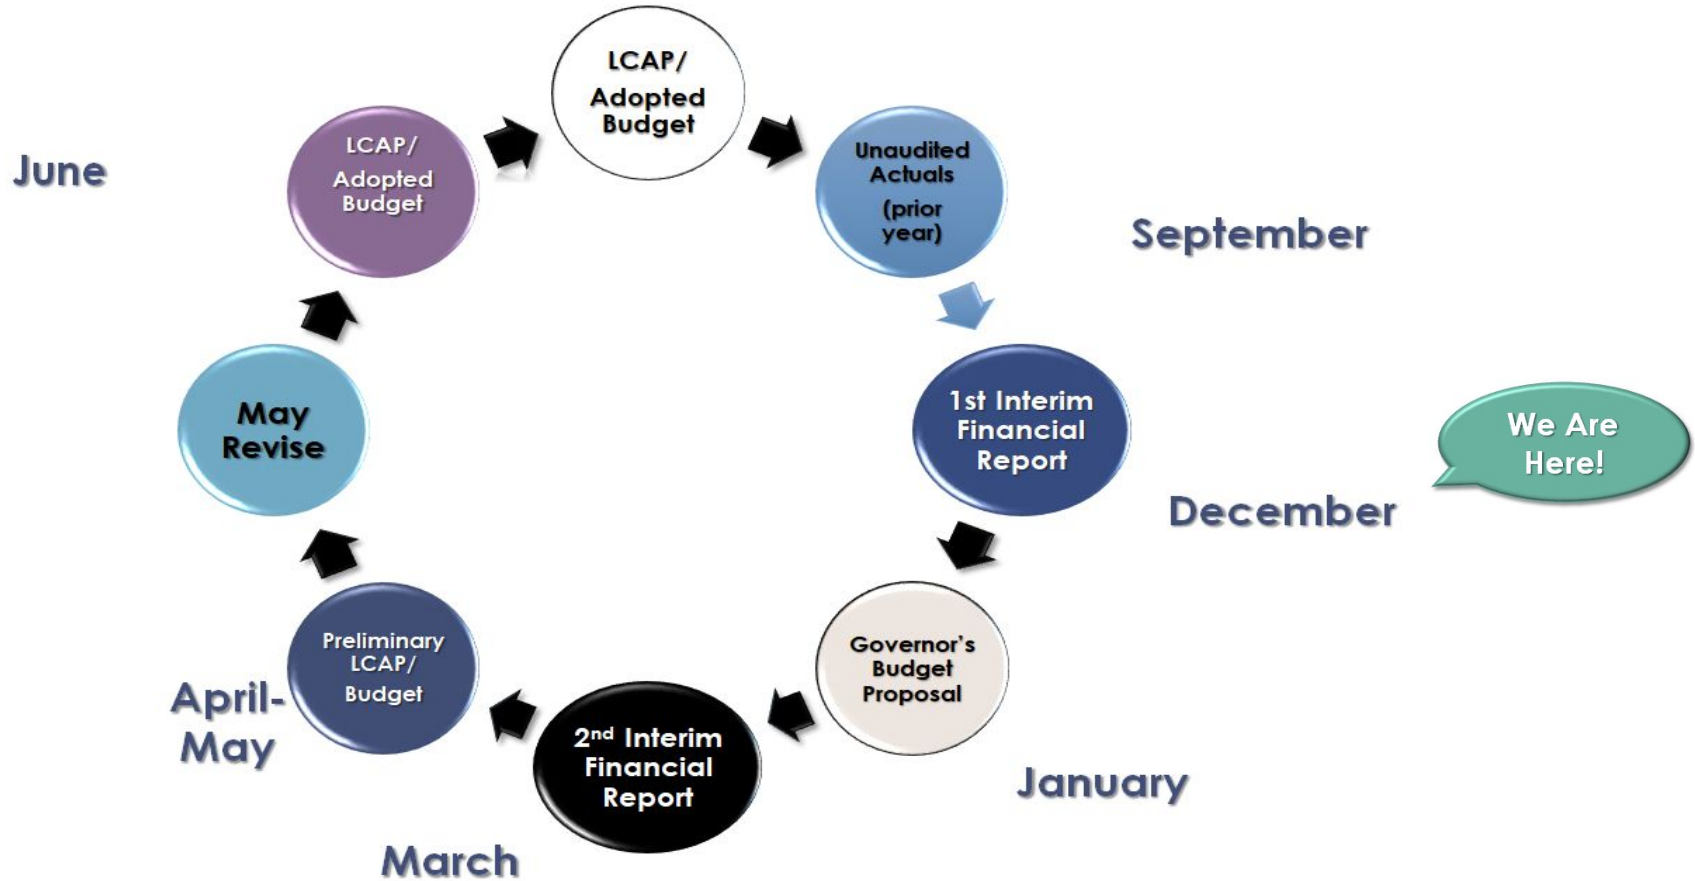 LCAP/
Adopted
Budget
Unaudited
Actuals
(prior
year)
September
1st Interim
Financial
Report
We Are
Here!
December
Governor's
Budget
Proposal
January
2nd Interim
Financial
Report
March
Preliminary
LCAP/
Budget
April-
May
May
Revise
LCAP/
Adopted
Budget
June